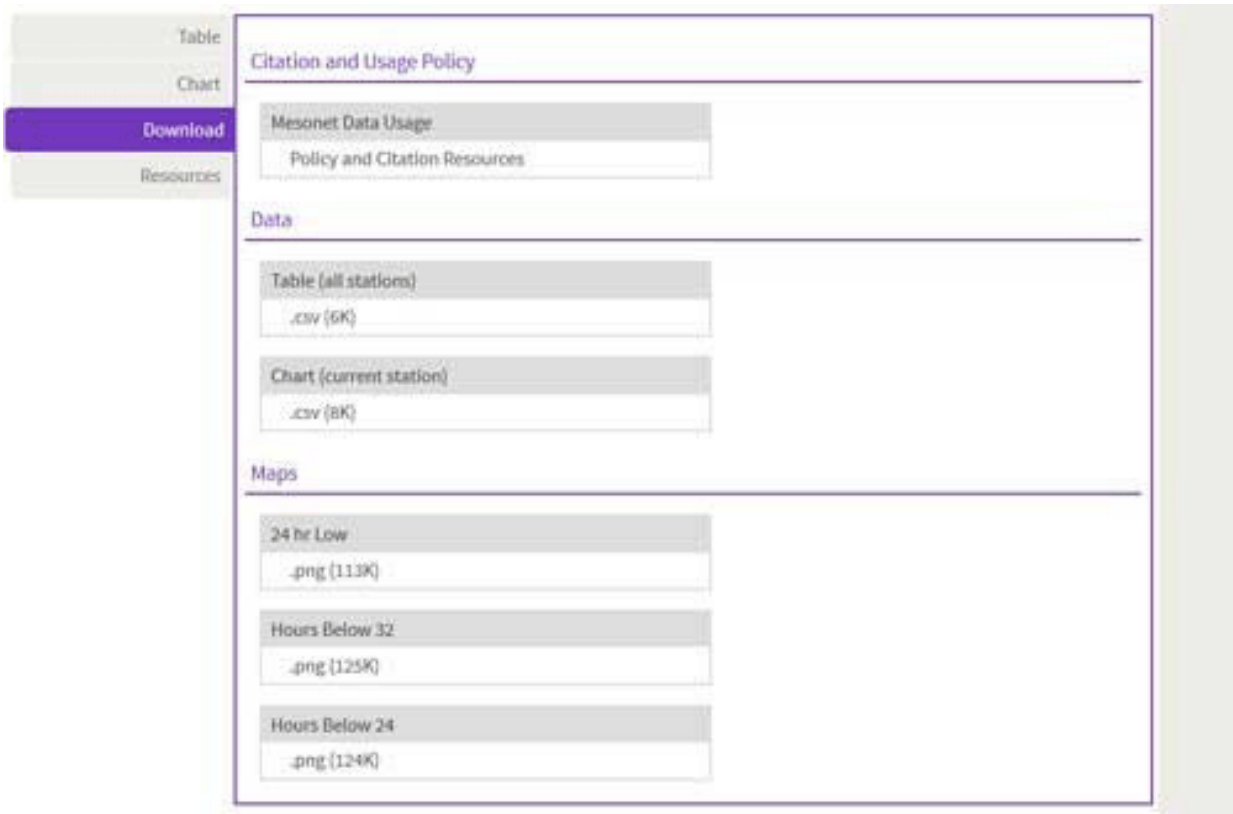 Table
Chart
Download
Resources
Citation and Usage Policy
Mesonet Data Usage
Policy and Citation Resources
Data
Table (all stations)
.csv (6K)
Chart (current station)
.csv (8K)
Maps
24 hr Low
.png (113K)
Hours Below 32
.png (125K)
Hours Below 24
.png (124K)